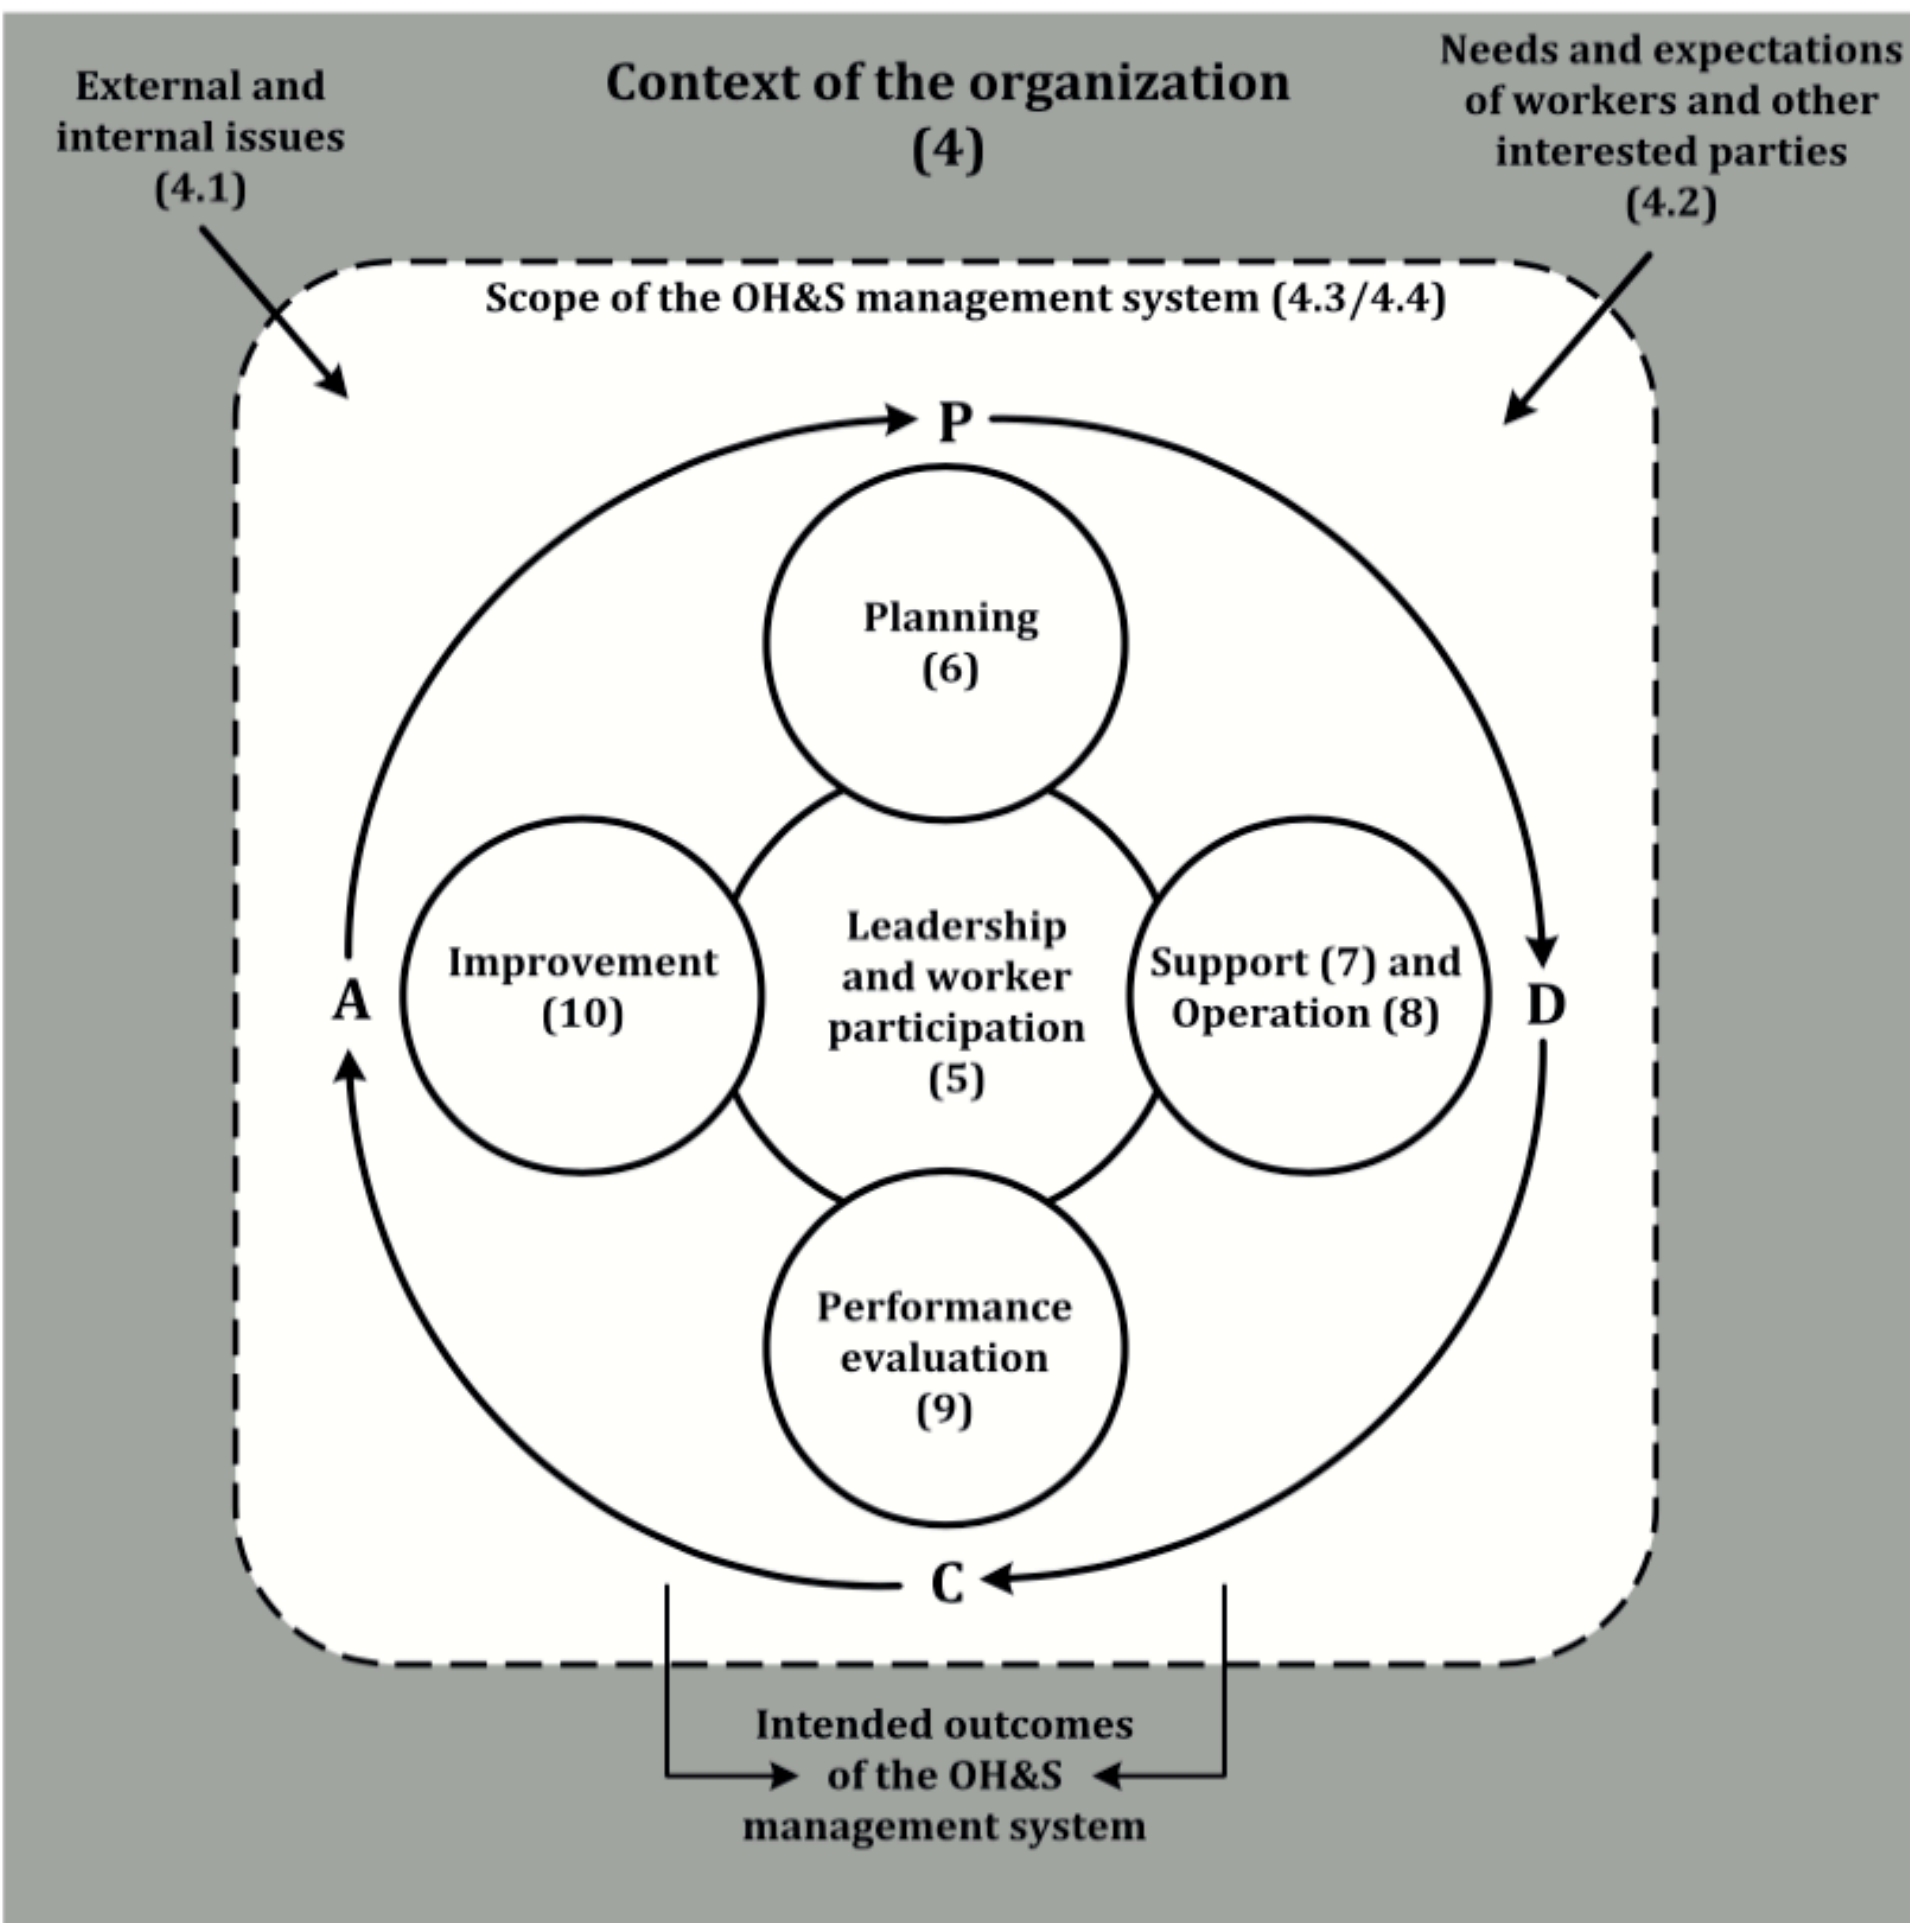 External and
internal issues
(4.1)
Context of the organization
(4)
Needs and expectations
of workers and other
interested parties
(4.2)
Scope of the OH&S management system (4.3/4.4)
P
Planning
(6)
A
Improvement
(10)
Leadership
and worker
participation
(5)
Support (7) and
Operation (8)
D
Performance
evaluation
(9)
C
Intended outcomes
of the OH&S
management system